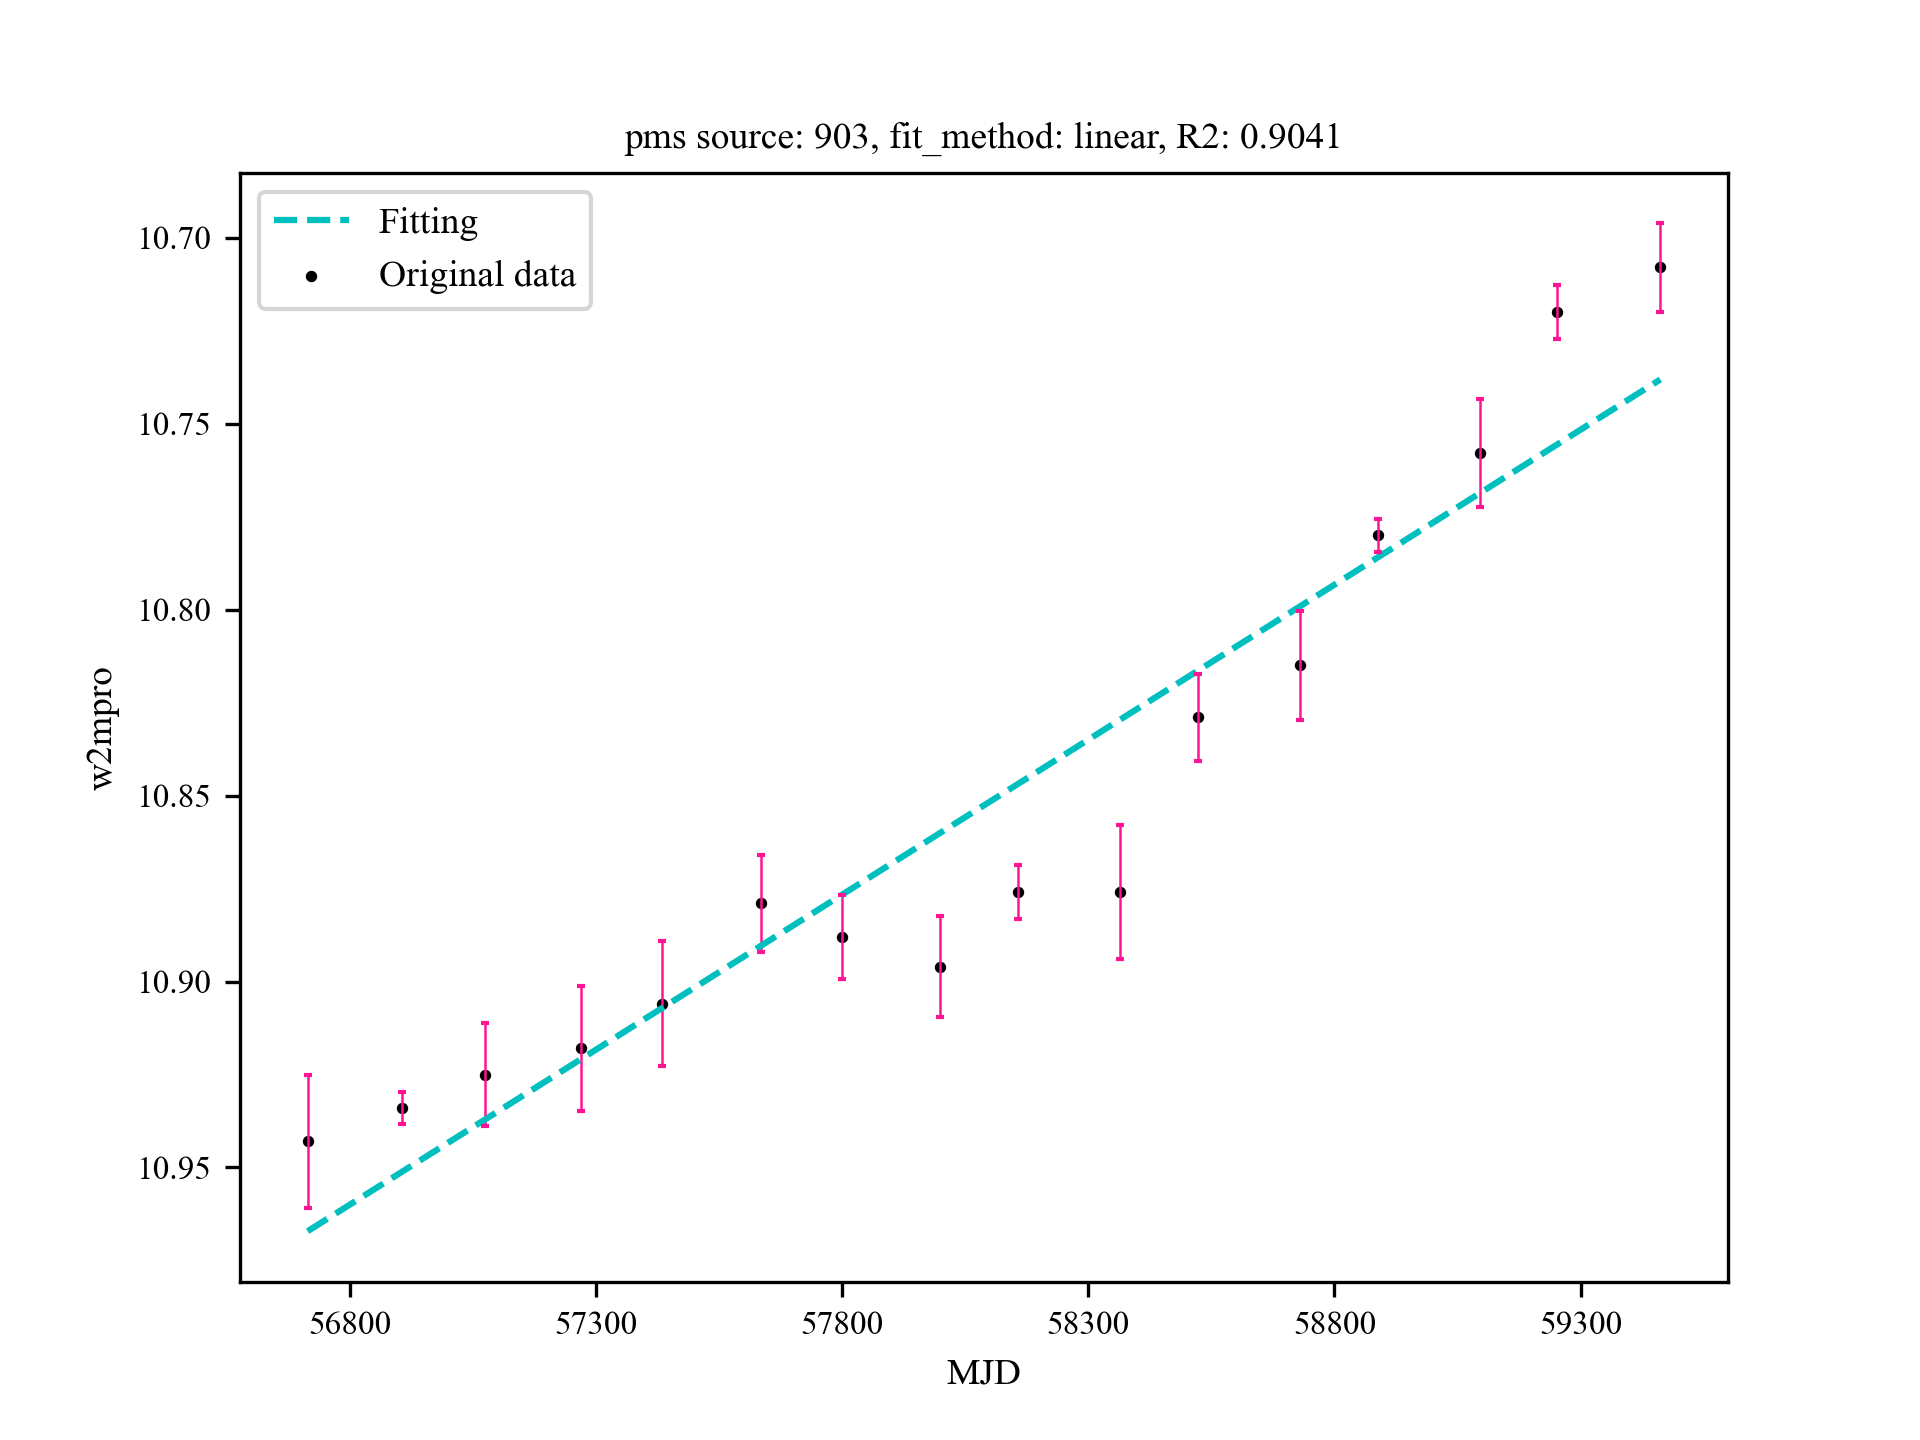 pms source: 903, fit_method: linear, R2: 0.9041
Fitting
Original data
10.70
10.75
10.80
10.85
10.90
10.95
w2mpro
56800
57300
57800
58300
58800
59300
MJD